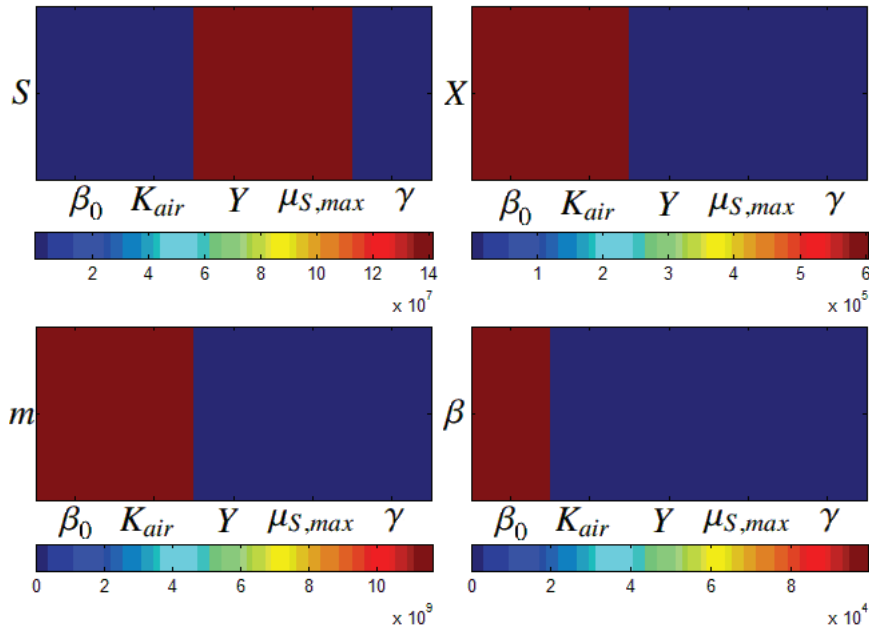 S
β0 Kair Y μS,max γ
2 4 6 8 10 12 14
x 10^7
X
β0 Kair Y μS,max γ
1 2 3 4 5 6
x 10^5
m
β0 Kair Y μS,max γ
0 2 4 6 8 10
x 10^9
β
β0 Kair Y μS,max γ
0 2 4 6 8
x 10^4